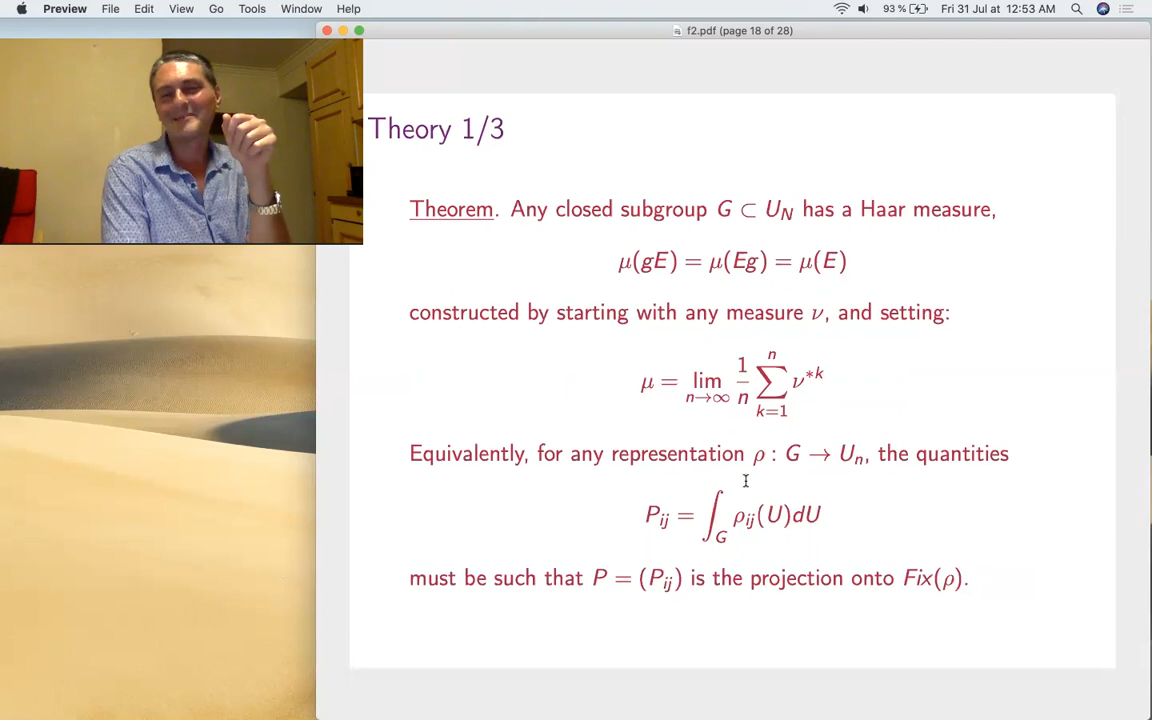 Preview File Edit View Go Tools Window Help 93 % Fri 31 Jul at 12:53 AM
f2.pdf (page 18 of 28)
Theory 1/3
Theorem. Any closed subgroup G ⊂ U_N has a Haar measure,
μ(gE) = μ(Eg) = μ(E)
constructed by starting with any measure ν, and setting:
μ = lim_{n→∞} \frac{1}{n} ∑_{k=1}^{n} ν^{*k}
Equivalently, for any representation ρ : G → U_n, the quantities
P_{ij} = ∫_G ρ_{ij}(U)dU
must be such that P = (P_{ij}) is the projection onto Fix(ρ).